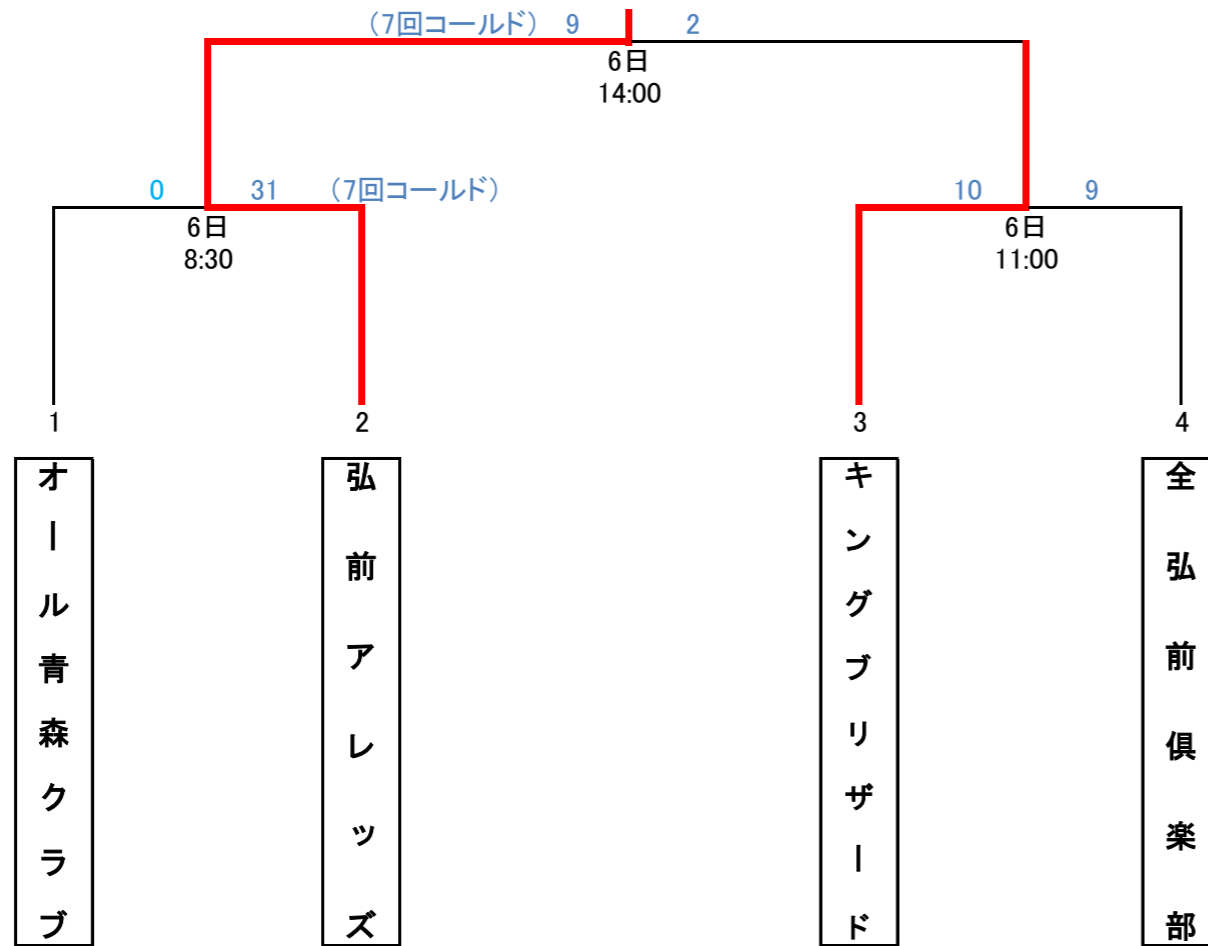 （7回コールド） 9 2
6日
14:00
0 31 （7回コールド）
10 9
6日
8:30
6日
11:00
1 2 3 4
オール青森クラブ
弘前アレッズ
キングブリザード
全弘前倶楽部